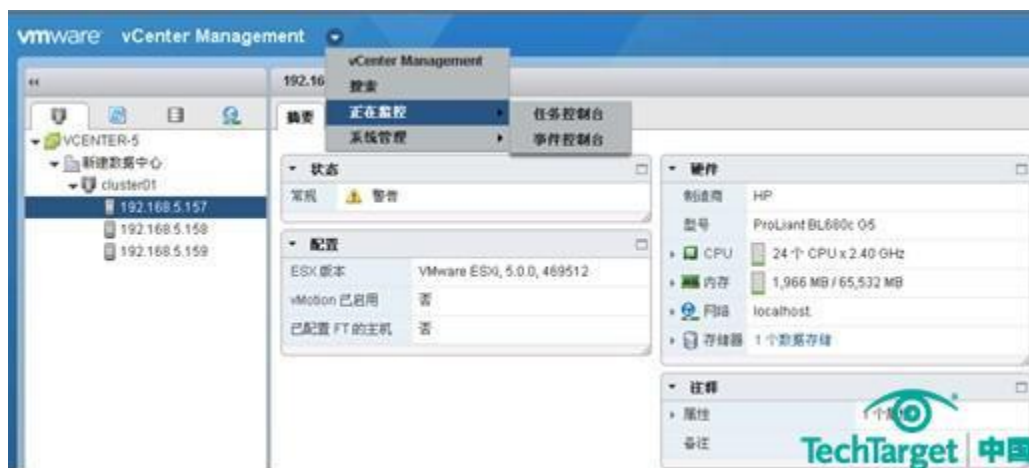 vmware vCenter Management
vCenter Management
搜索
正在监控
系统管理
任务控制台
事件控制台
192.16
摘要
VCENTER-5
新建数据中心
cluster01
192.168.5.157
192.168.5.158
192.168.5.159
状态
常规 警告
配置
ESX 版本 VMware ESXi, 5.0.0, 469512
vMotion 已启用 否
已配置 FT 的主机 否
硬件
制造商 HP
型号 ProLiant BL680c G5
CPU 24 个 CPU x 2.40 GHz
内存 1,966 MB / 65,532 MB
网络 localhost.
存储器 1 个数据存储
注释
属性 1 个
备注
TechTarget 中国